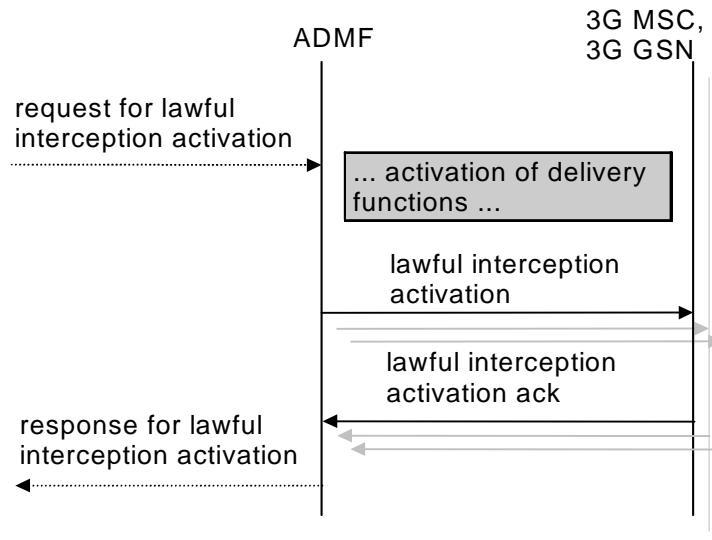 ADMF
3G MSC,
3G GSN
request for lawful
interception activation
... activation of delivery
functions ...
lawful interception
activation
lawful interception
activation ack
response for lawful
interception activation